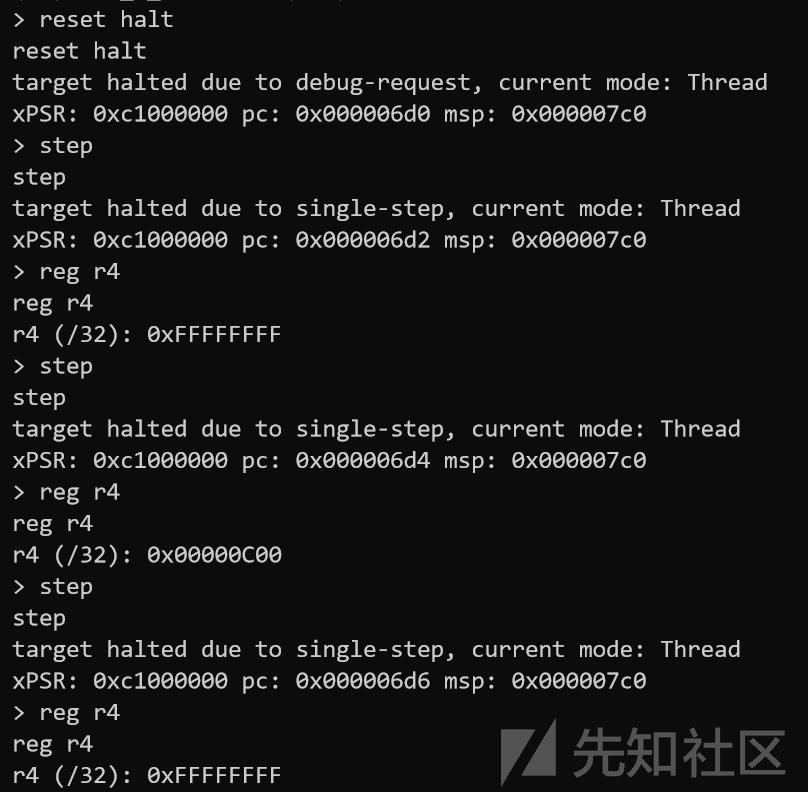 > reset halt
reset halt
target halted due to debug-request, current mode: Thread
xPSR: 0xc1000000 pc: 0x000006d0 msp: 0x000007c0
> step
step
target halted due to single-step, current mode: Thread
xPSR: 0xc1000000 pc: 0x000006d2 msp: 0x000007c0
> reg r4
reg r4
r4 (/32): 0xFFFFFFFF
> step
step
target halted due to single-step, current mode: Thread
xPSR: 0xc1000000 pc: 0x000006d4 msp: 0x000007c0
> reg r4
reg r4
r4 (/32): 0x00000C00
> step
step
target halted due to single-step, current mode: Thread
xPSR: 0xc1000000 pc: 0x000006d6 msp: 0x000007c0
> reg r4
reg r4
r4 (/32): 0xFFFFFFFF
先知社区